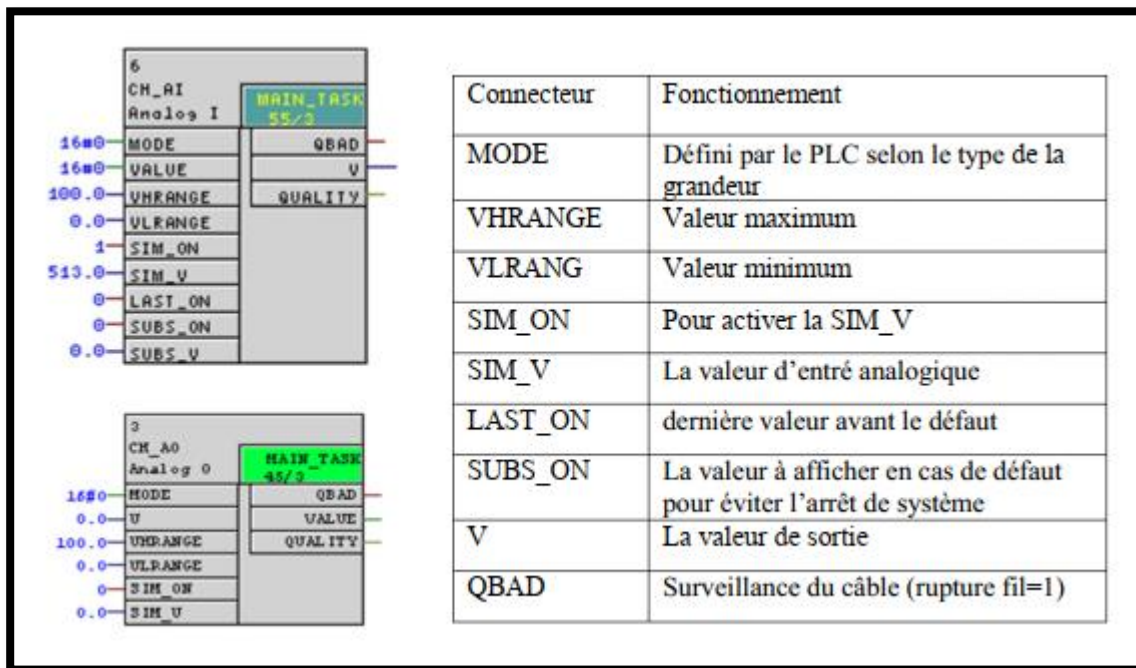 6
CH_AI
Analog I
MAIN_TASK
55/3
16#0 MODE QBAD
16#0 VALUE V
100.0 VHRANGE QUALITY
0.0 VLRANGE
1 SIM_ON
513.0 SIM_V
0 LAST_ON
0 SUBS_ON
0.0 SUBS_V
3
CH_AO
Analog O
MAIN_TASK
45/3
16#0 MODE QBAD
0.0 U VALUE
100.0 UHRANGE QUALITY
0.0 ULRANGE
0 SIM_ON
0.0 SIM_U
Connecteur Fonctionnement
MODE Défini par le PLC selon le type de la
grandeur
VHRANGE Valeur maximum
VLRANG Valeur minimum
SIM_ON Pour activer la SIM_V
SIM_V La valeur d’entré analogique
LAST_ON dernière valeur avant le défaut
SUBS_ON La valeur à afficher en cas de défaut
pour éviter l’arrêt de système
V La valeur de sortie
QBAD Surveillance du câble (rupture fil=1)